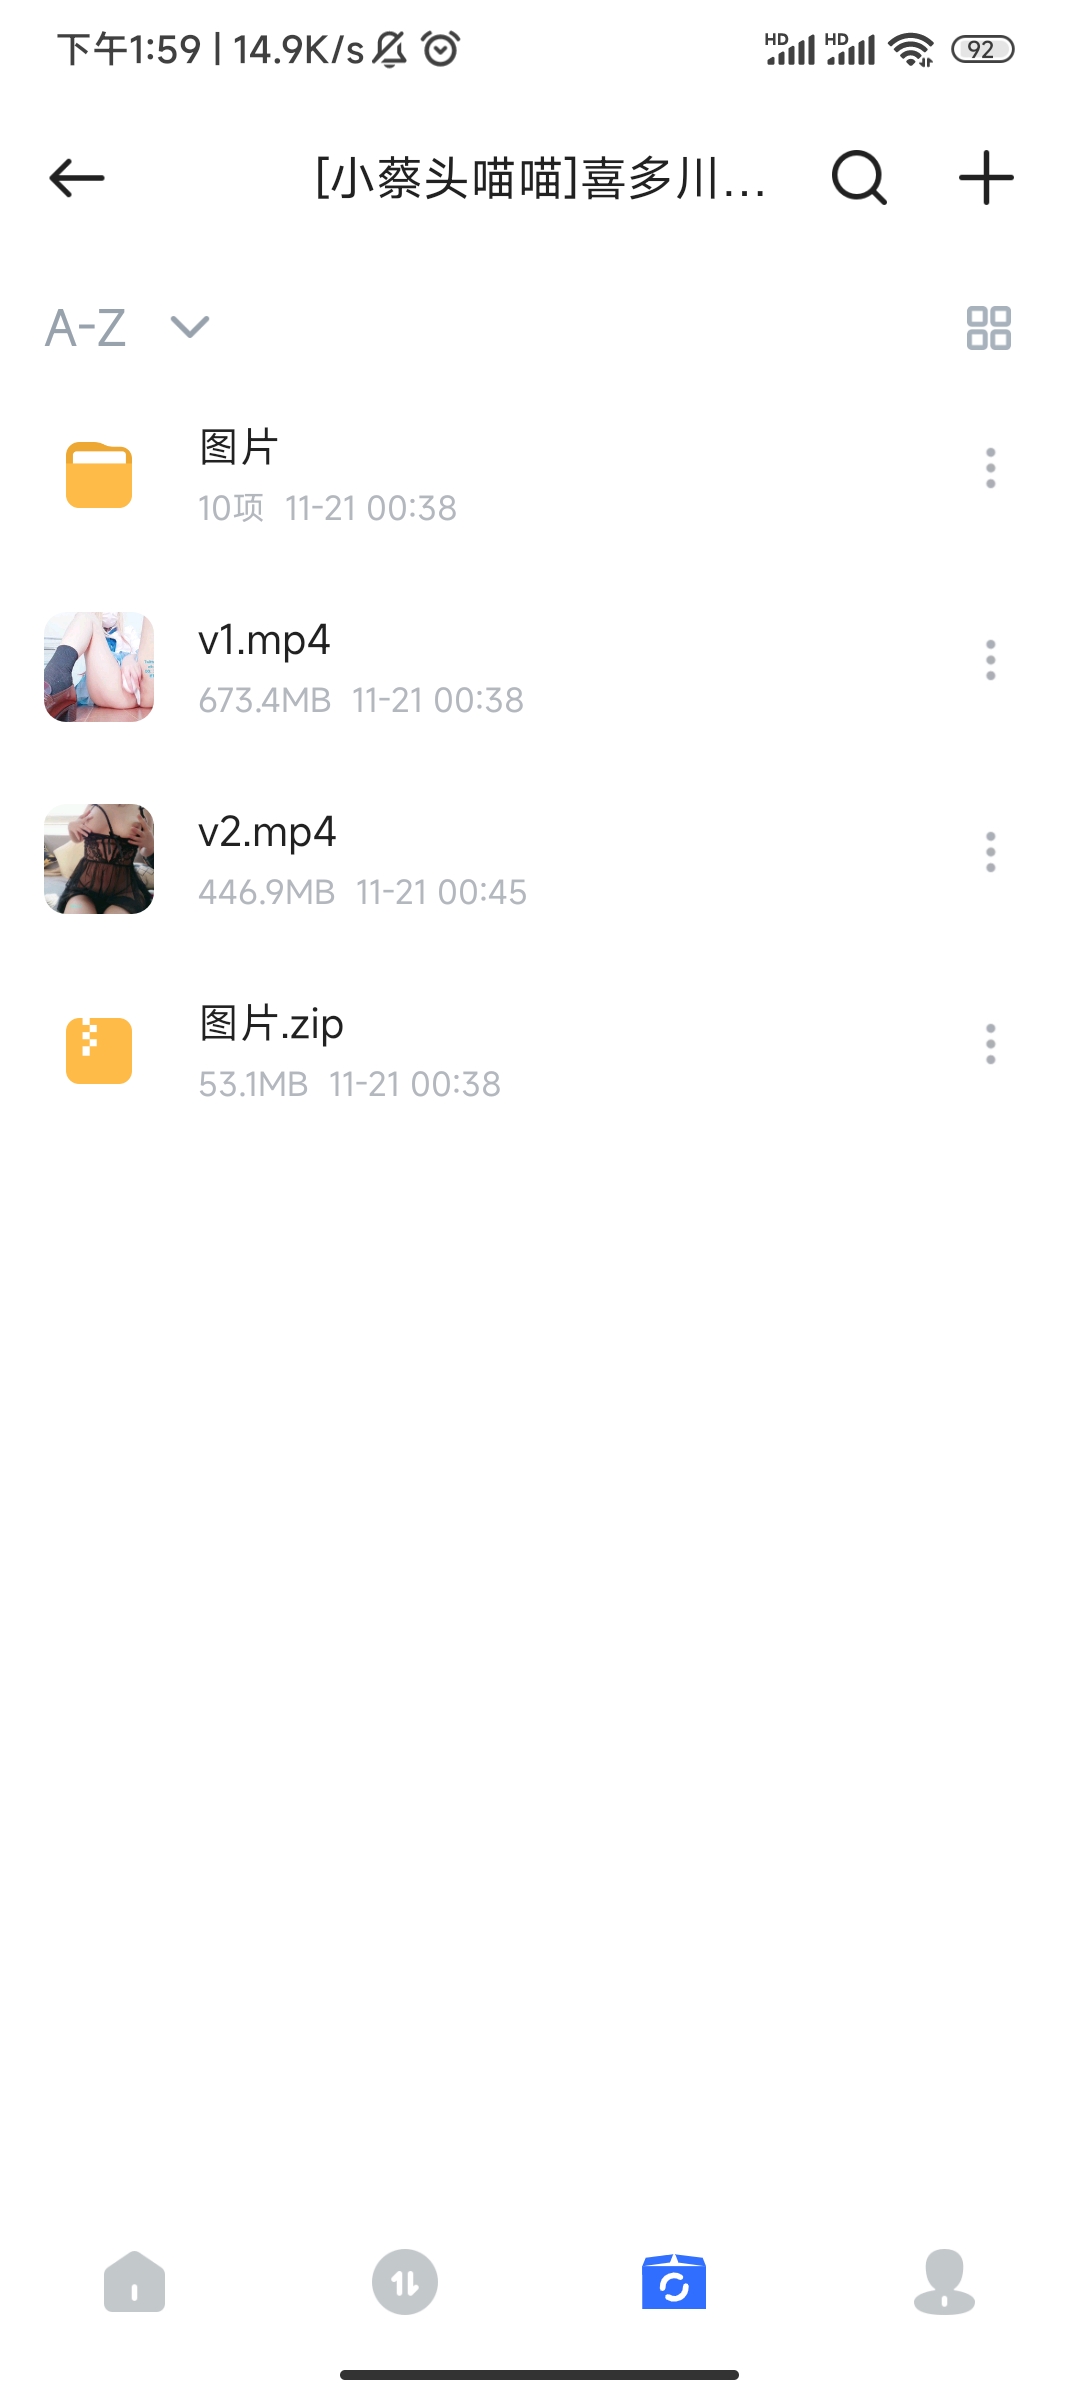 下午1:59 | 14.9K/s
HD HD 92
[小蔡头喵喵]喜多川...
A-Z
图片
10项 11-21 00:38
v1.mp4
673.4MB 11-21 00:38
v2.mp4
446.9MB 11-21 00:45
图片.zip
53.1MB 11-21 00:38